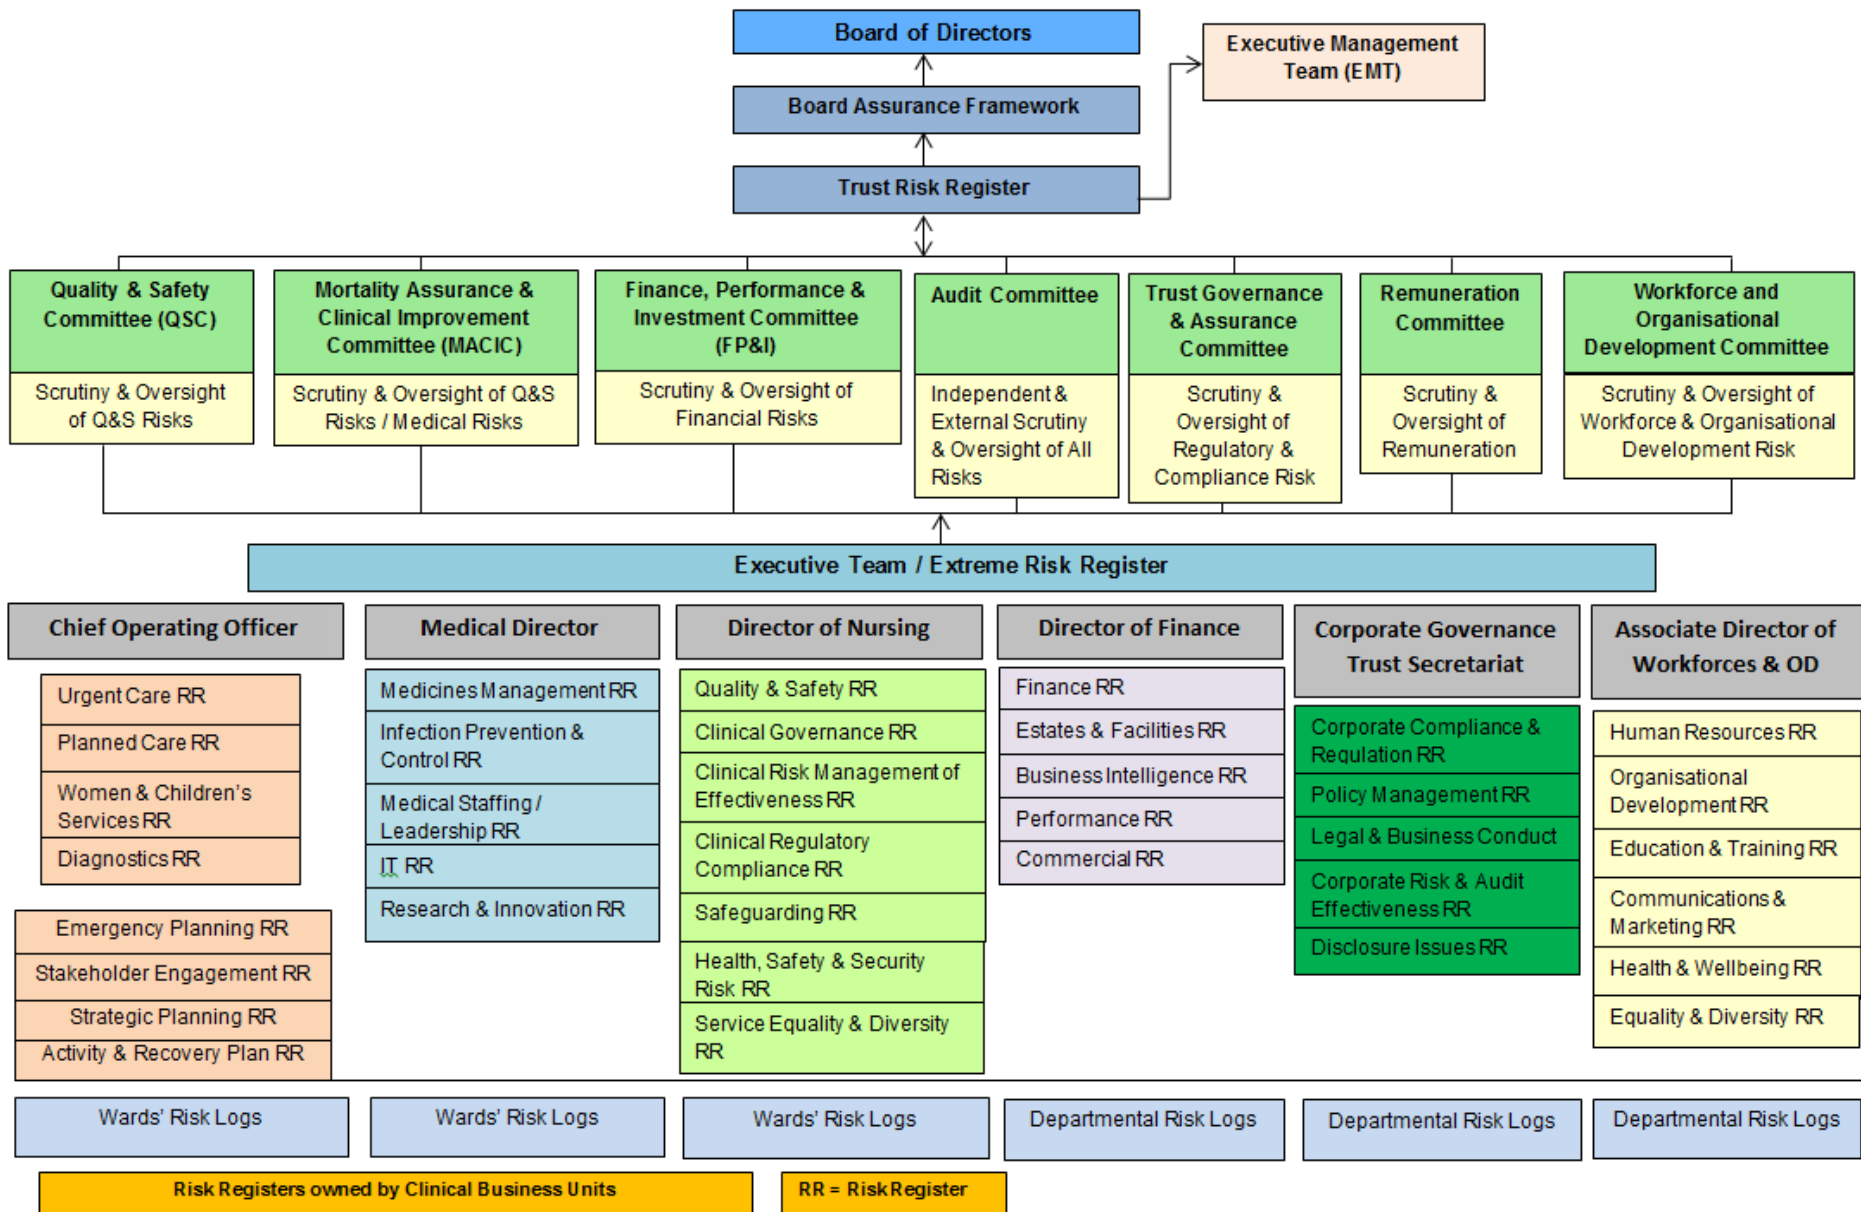 Board of Directors
Executive Management
Team (EMT)
Board Assurance Framework
Trust Risk Register
Quality & Safety
Committee (QSC)
Scrutiny & Oversight
of Q&S Risks
Mortality Assurance &
Clinical Improvement
Committee (MACIC)
Scrutiny & Oversight of Q&S
Risks / Medical Risks
Finance, Performance &
Investment Committee
(FP&I)
Scrutiny & Oversight of
Financial Risks
Audit Committee
Independent &
External Scrutiny
& Oversight of All
Risks
Trust Governance
& Assurance
Committee
Scrutiny &
Oversight of
Regulatory &
Compliance Risk
Remuneration
Committee
Scrutiny &
Oversight of
Remuneration
Workforce and
Organisational
Development Committee
Scrutiny & Oversight of
Workforce & Organisational
Development Risk
Executive Team / Extreme Risk Register
Chief Operating Officer
Urgent Care RR
Planned Care RR
Women & Children's
Services RR
Diagnostics RR
Emergency Planning RR
Stakeholder Engagement RR
Strategic Planning RR
Activity & Recovery Plan RR
Medical Director
Medicines Management RR
Infection Prevention &
Control RR
Medical Staffing /
Leadership RR
IT RR
Research & Innovation RR
Director of Nursing
Quality & Safety RR
Clinical Governance RR
Clinical Risk Management of
Effectiveness RR
Clinical Regulatory
Compliance RR
Safeguarding RR
Health, Safety & Security
Risk RR
Service Equality & Diversity
RR
Director of Finance
Finance RR
Estates & Facilities RR
Business Intelligence RR
Performance RR
Commercial RR
Corporate Governance
Trust Secretariat
Corporate Compliance &
Regulation RR
Policy Management RR
Legal & Business Conduct
Corporate Risk & Audit
Effectiveness RR
Disclosure Issues RR
Associate Director of
Workforces & OD
Human Resources RR
Organisational
Development RR
Education & Training RR
Communications &
Marketing RR
Health & Wellbeing RR
Equality & Diversity RR
Wards' Risk Logs
Wards' Risk Logs
Wards' Risk Logs
Departmental Risk Logs
Departmental Risk Logs
Departmental Risk Logs
Risk Registers owned by Clinical Business Units
RR = Risk Register